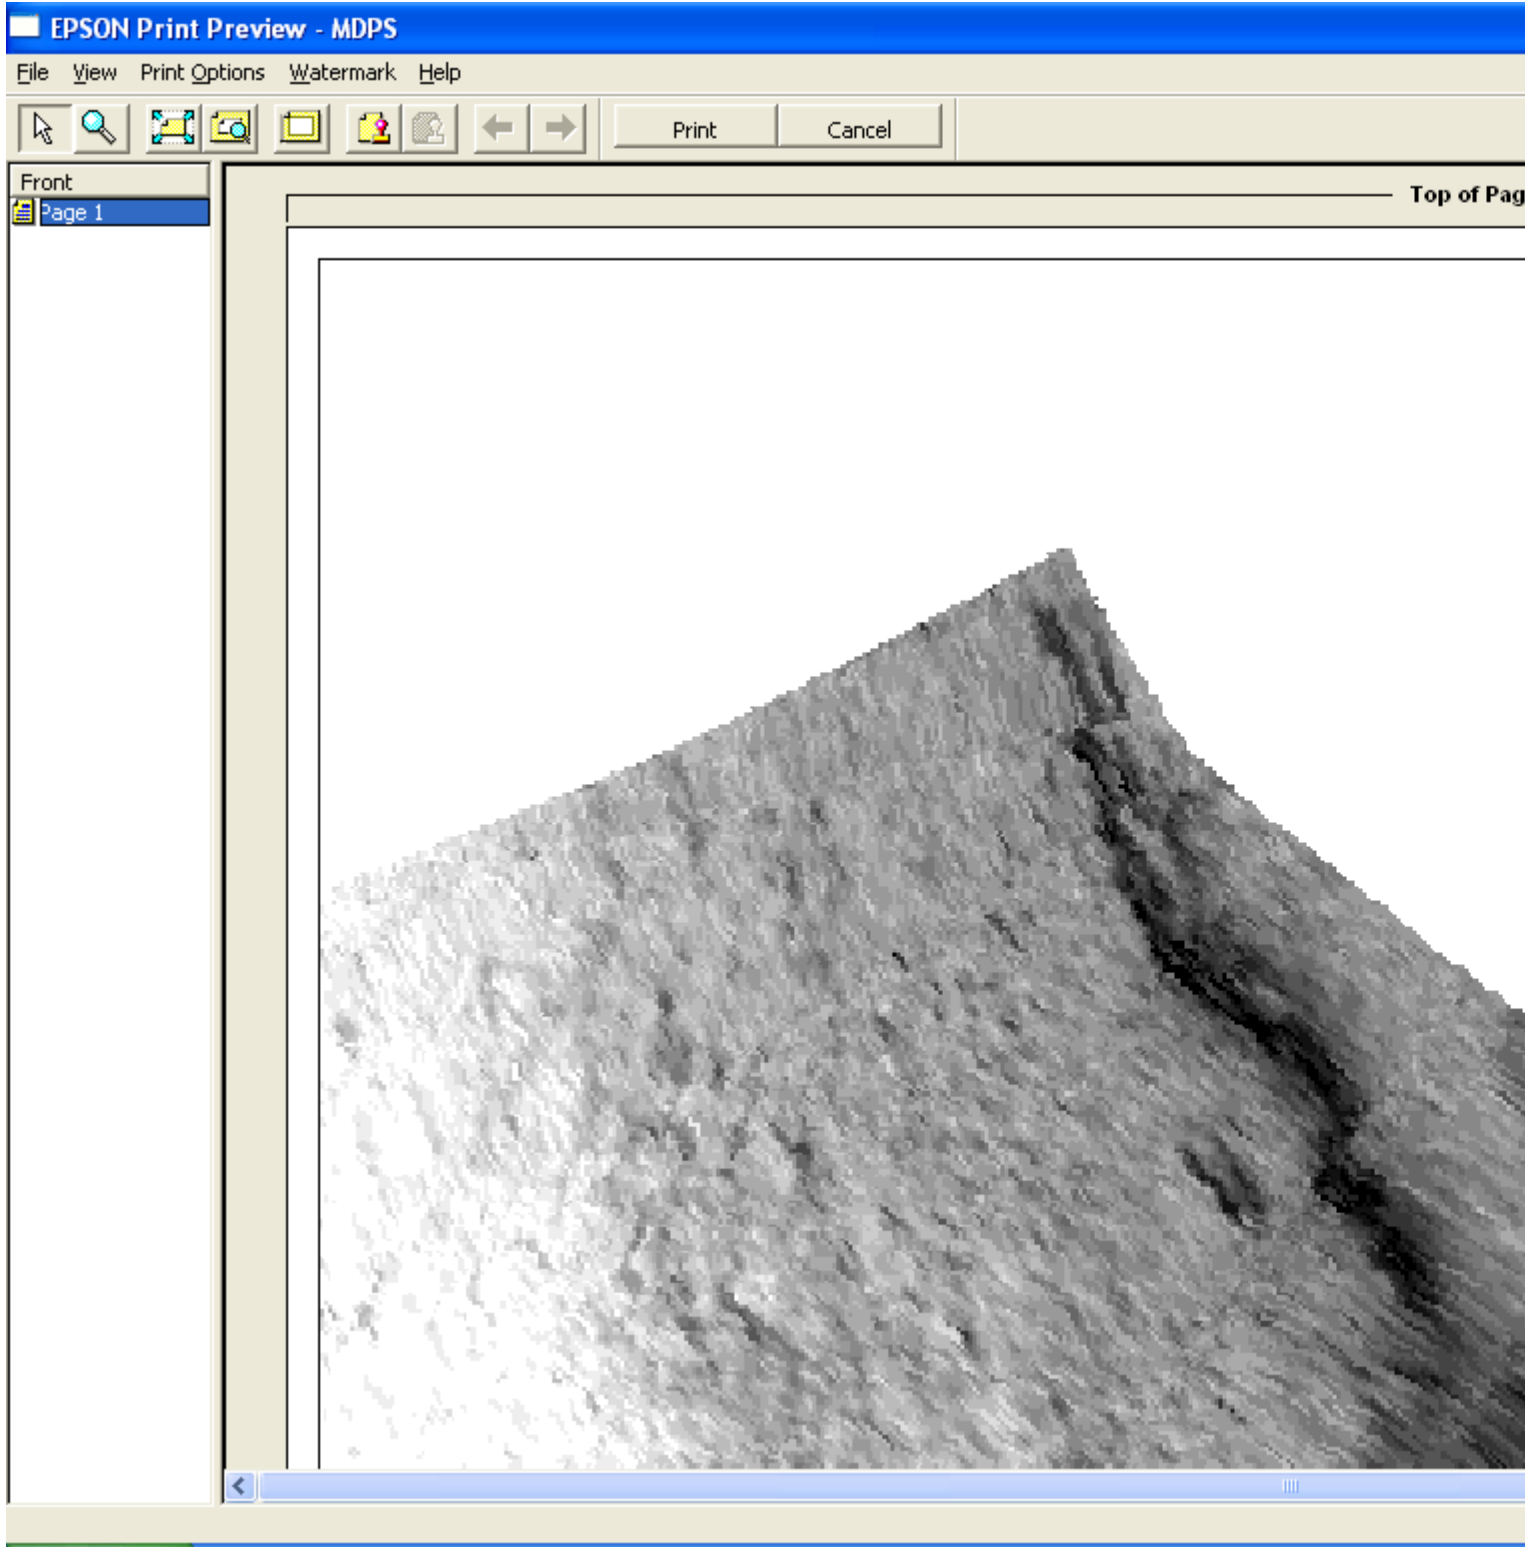 EPSON Print Preview - MDPS
File View Print Options Watermark Help
Print Cancel
Front
Page 1
Top of Pag